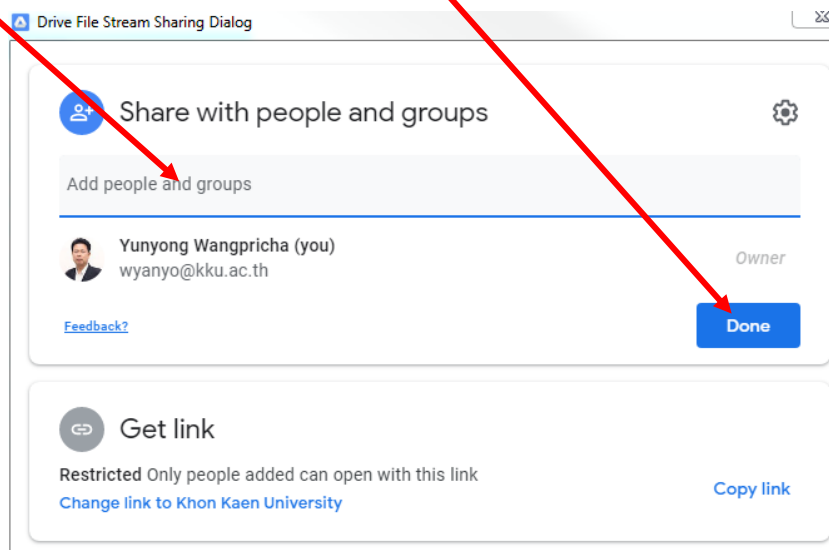 Drive File Stream Sharing Dialog
Share with people and groups
Add people and groups
Yunyong Wangpricha (you)
wyanyo@kku.ac.th
Owner
Feedback?
Done
Get link
Restricted Only people added can open with this link
Change link to Khon Kaen University
Copy link